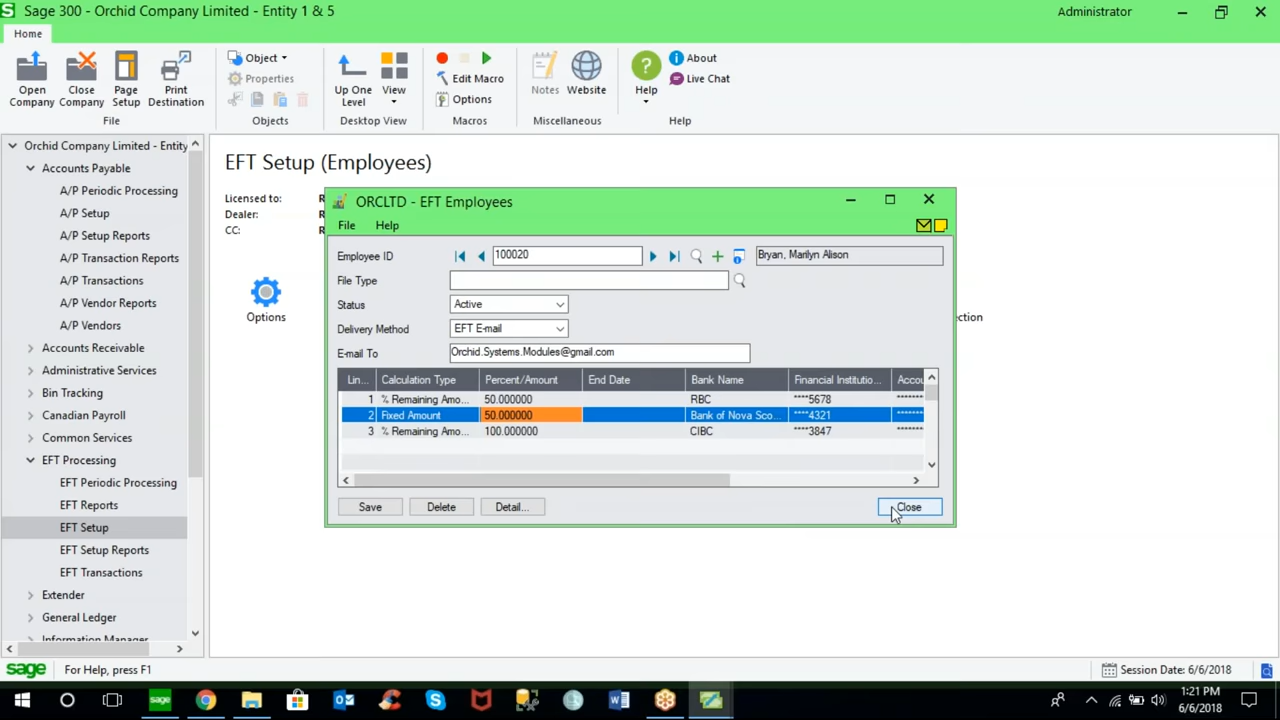 S Sage 300 - Orchid Company Limited - Entity 1 & 5
Administrator
Home
Open Company
Close Company
Page Setup
Print Destination
File
Object
Properties
Objects
Up One Level
View
Desktop View
Edit Macro
Options
Macros
Notes
Website
Miscellaneous
Help
About
Live Chat
Help
Orchid Company Limited - Entity
Accounts Payable
A/P Periodic Processing
A/P Setup
A/P Setup Reports
A/P Transaction Reports
A/P Transactions
A/P Vendor Reports
A/P Vendors
Accounts Receivable
Administrative Services
Bin Tracking
Canadian Payroll
Common Services
EFT Processing
EFT Periodic Processing
EFT Reports
EFT Setup
EFT Setup Reports
EFT Transactions
Extender
General Ledger
Information Manager
EFT Setup (Employees)
Licensed to:
Dealer:
CC:
Options
ction
ORCLTD - EFT Employees
File Help
Employee ID 100020 Bryan, Marilyn Alison
File Type
Status Active
Delivery Method EFT E-mail
E-mail To Orchid.Systems.Modules@gmail.com
Lin... Calculation Type Percent/Amount End Date Bank Name Financial Institutio... Accou
1 % Remaining Amo... 50.000000 RBC ****5678 *******
2 Fixed Amount 50.000000 Bank of Nova Sco... ****4321 *******
3 % Remaining Amo... 100.000000 CIBC ****3847 *******
Save Delete Detail... Close
sage For Help, press F1
Session Date: 6/6/2018
sage
1:21 PM
6/6/2018